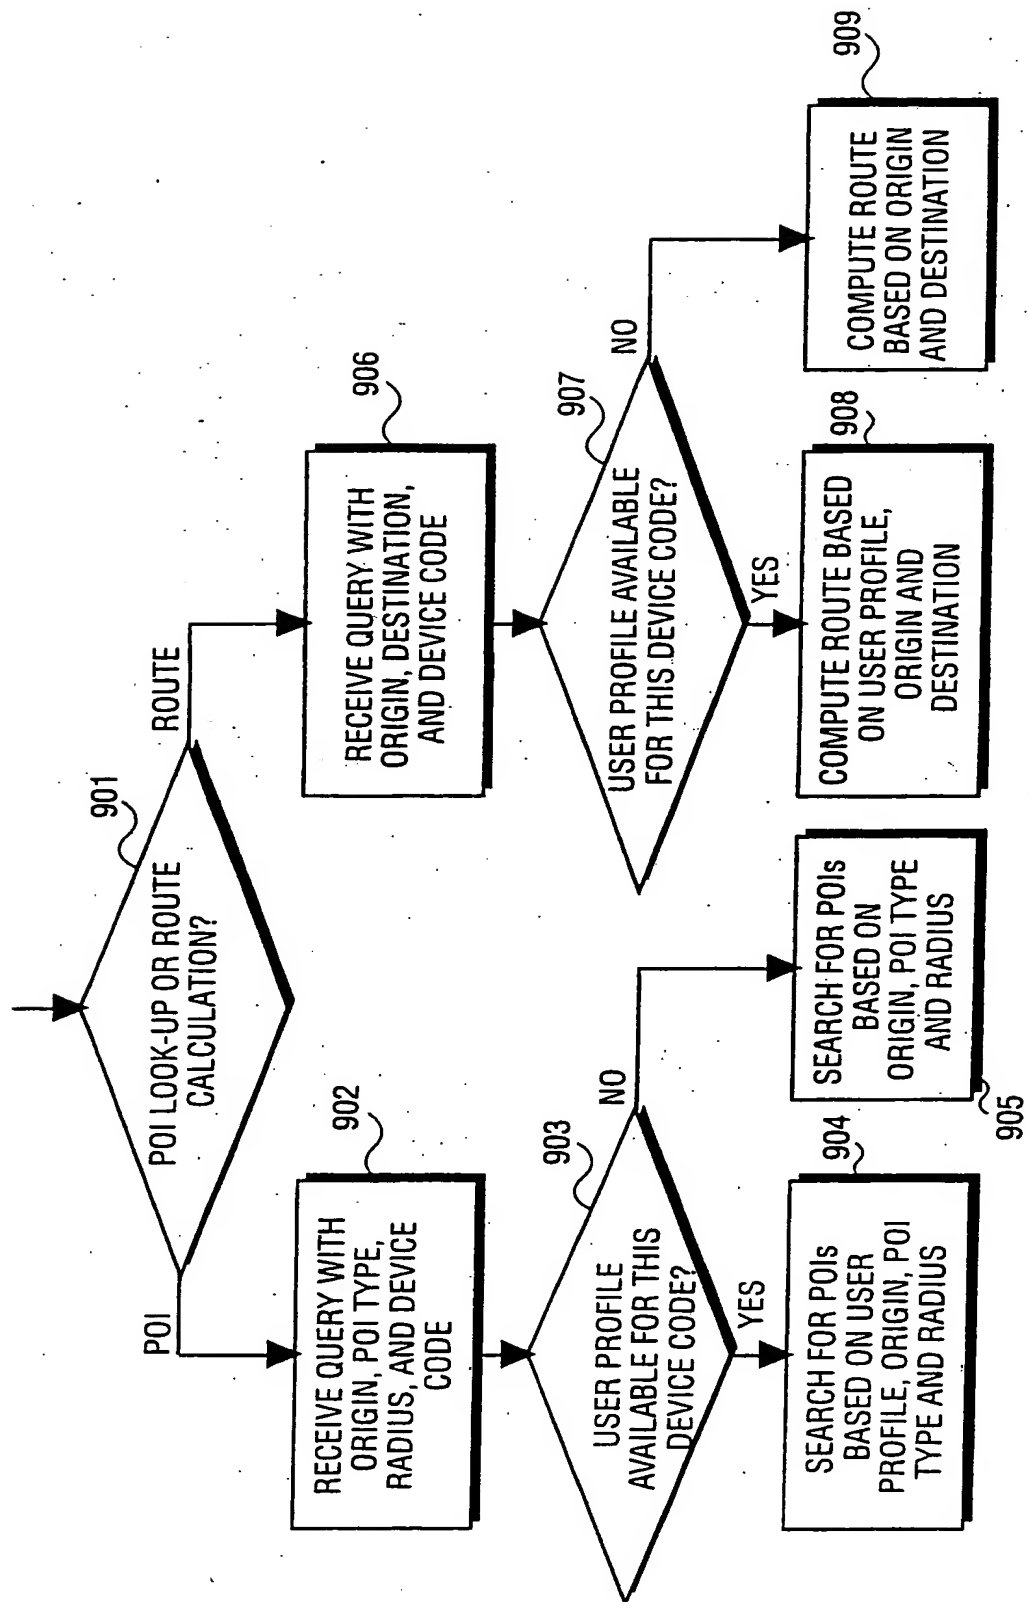 901
POI LOOK-UP OR ROUTE
CALCULATION?
POI
ROUTE
902
RECEIVE QUERY WITH
ORIGIN, POI TYPE,
RADIUS, AND DEVICE
CODE
906
RECEIVE QUERY WITH
ORIGIN, DESTINATION,
AND DEVICE CODE
903
USER PROFILE
AVAILABLE FOR THIS
DEVICE CODE?
NO
YES
907
USER PROFILE AVAILABLE
FOR THIS DEVICE CODE?
NO
YES
904
SEARCH FOR POIs
BASED ON USER
PROFILE, ORIGIN, POI
TYPE AND RADIUS
SEARCH FOR POIs
BASED ON
ORIGIN, POI TYPE
AND RADIUS
905
908
COMPUTE ROUTE BASED
ON USER PROFILE,
ORIGIN AND
DESTINATION
909
COMPUTE ROUTE
BASED ON ORIGIN
AND DESTINATION